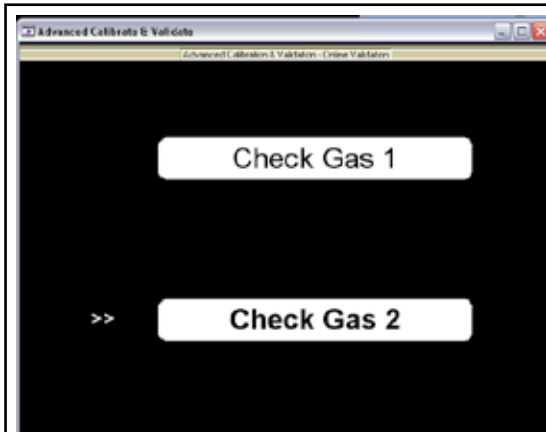 Advanced Calibrate & Validate
Advanced Calibration & Validation - Online Validation
Check Gas 1
>> Check Gas 2